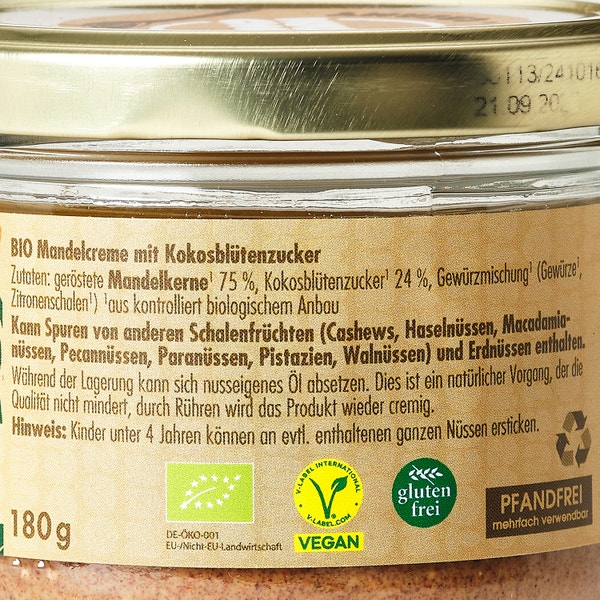 113/241016
21 09 20
BIO Mandelcreme mit Kokosblütenzucker
Zutaten: geröstete Mandelkerne¹ 75 %, Kokosblütenzucker¹ 24 %, Gewürzmischung¹ (Gewürze¹,
Zitronenschalen¹) ¹aus kontrolliert biologischem Anbau
Kann Spuren von anderen Schalenfrüchten (Cashews, Haselnüssen, Macadamia-
nüssen, Pecannüssen, Paranüssen, Pistazien, Walnüssen) und Erdnüssen enthalten.
Während der Lagerung kann sich nusseigenes Öl absetzen. Dies ist ein natürlicher Vorgang, der die
Qualität nicht mindert, durch Rühren wird das Produkt wieder cremig.
Hinweis: Kinder unter 4 Jahren können an evtl. enthaltenen ganzen Nüssen ersticken.
180g
DE-ÖKO-001
EU-/Nicht-EU-Landwirtschaft
V-LABEL INTERNATIONAL
V-LABEL.COM
VEGAN
gluten
frei
PFANDFREI
mehrfach verwendbar